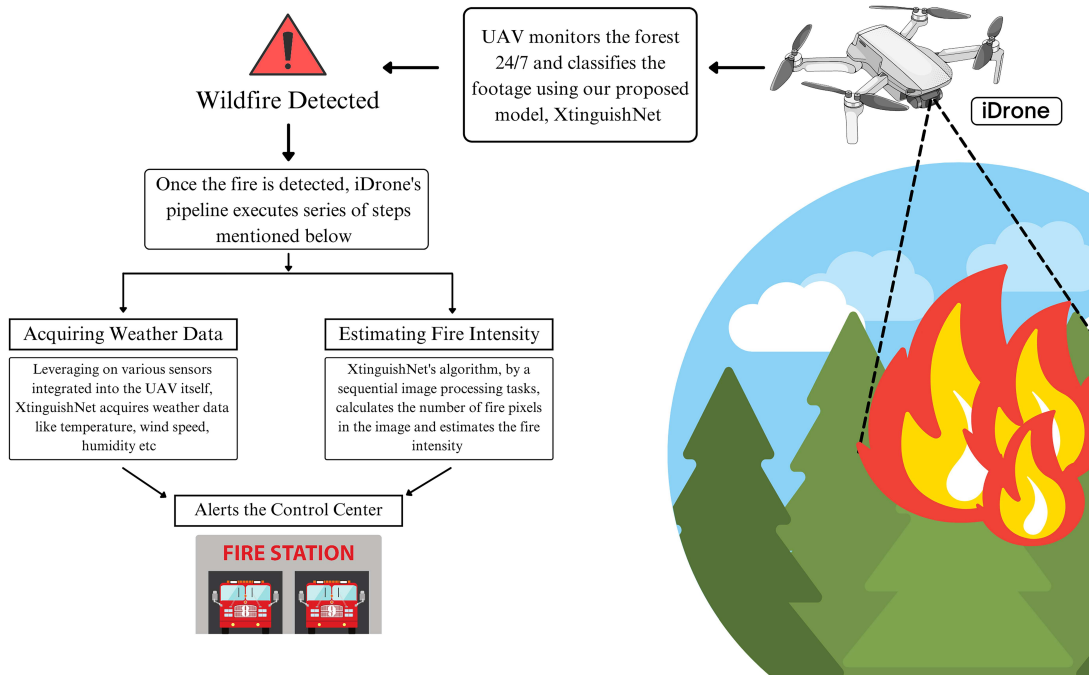 UAV monitors the forest
24/7 and classifies the
footage using our proposed
model, XtinguishNet
iDrone
Wildfire Detected
Once the fire is detected, iDrone's
pipeline executes series of steps
mentioned below
Acquiring Weather Data
Leveraging on various sensors
integrated into the UAV itself,
XtinguishNet acquires weather data
like temperature, wind speed,
humidity etc
Estimating Fire Intensity
XtinguishNet's algorithm, by a
sequential image processing tasks,
calculates the number of fire pixels
in the image and estimates the fire
intensity
Alerts the Control Center
FIRE STATION
8
9